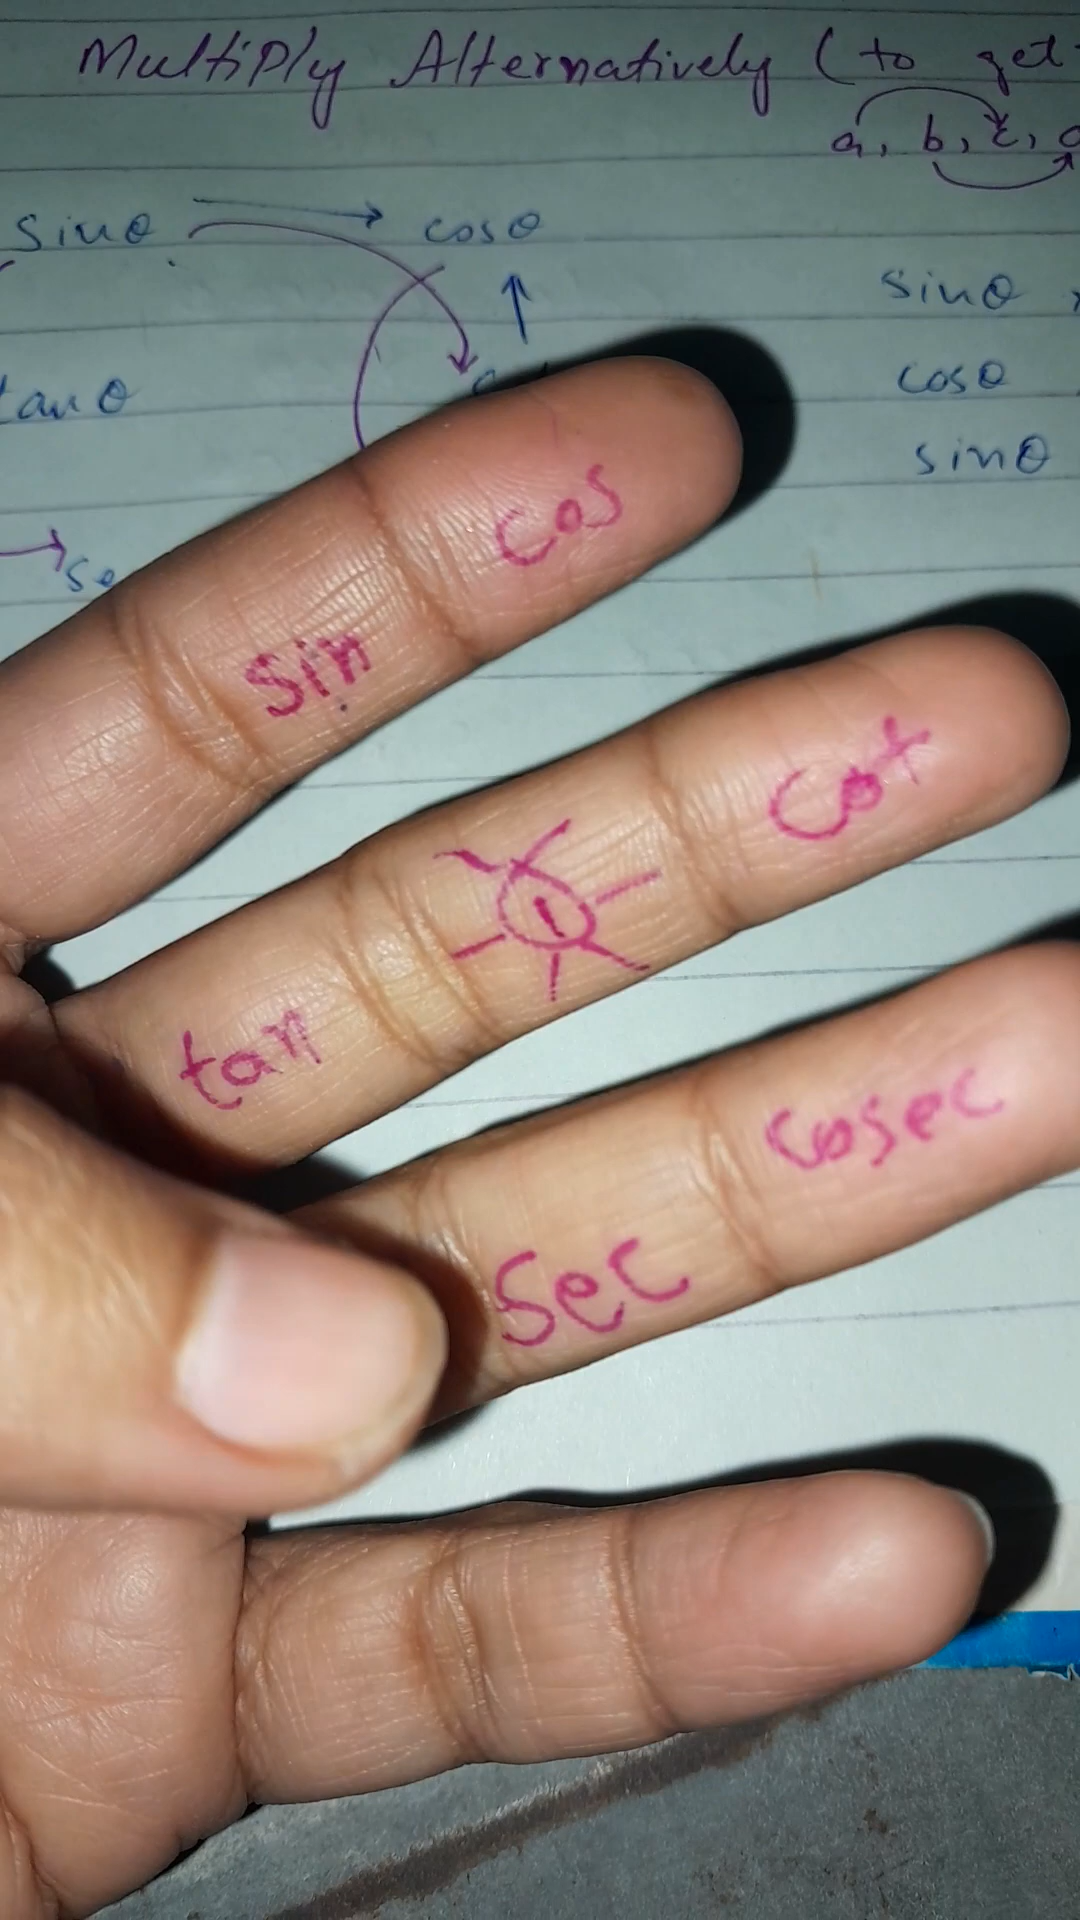 Multiply Alternatively (to get
a, b, c,
sinθ → cosθ
↑
sinθ
tanθ
cosθ
sinθ
cos
sin
cot
1
tan
cosec
sec